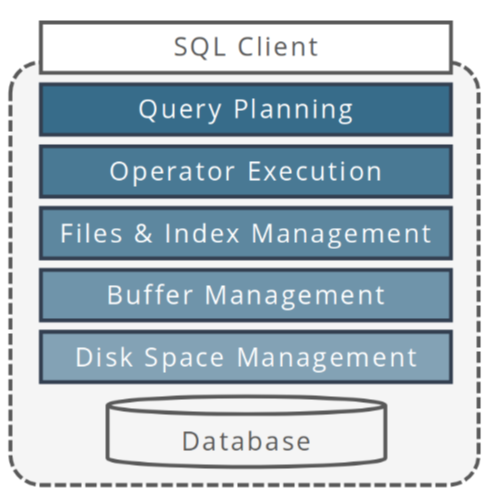 SQL Client
Query Planning
Operator Execution
Files & Index Management
Buffer Management
Disk Space Management
Database